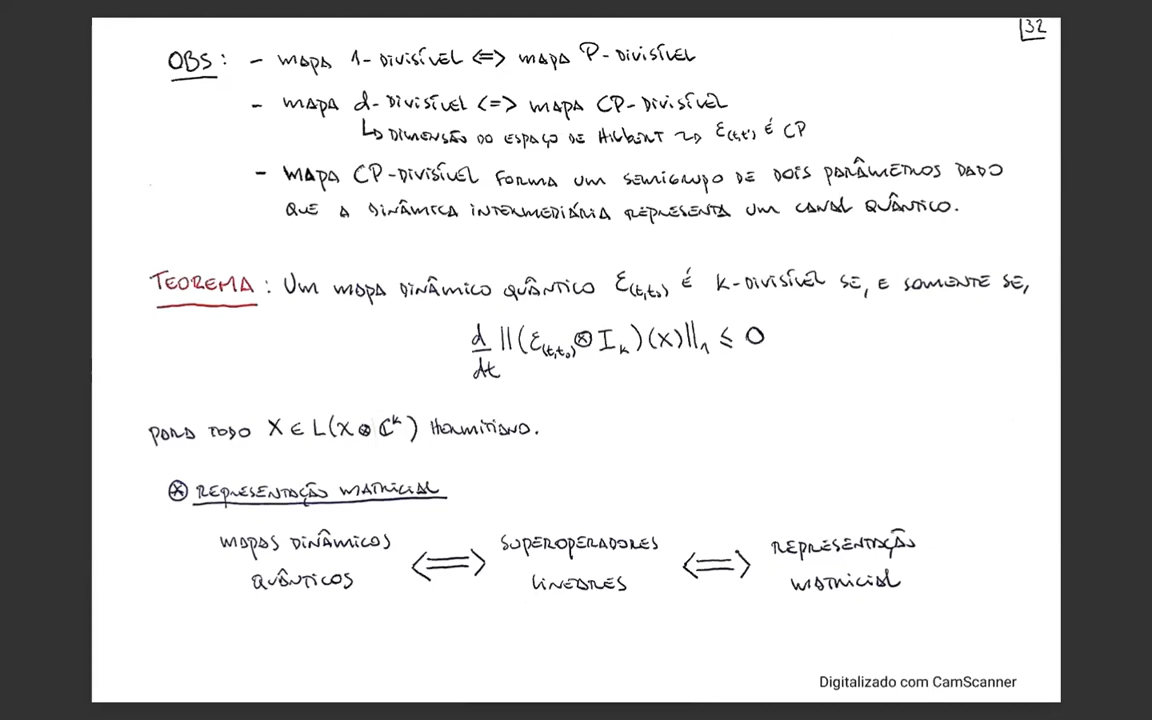 32
OBS: - MAPA 1-DIVISÍVEL <=> MAPA P-DIVISÍVEL
- MAPA d-DIVISÍVEL <=> MAPA CP-DIVISÍVEL
↳ DIMENSÃO DO ESPAÇO DE HILBERT ⇝ Ɛ(t,t') É CP
- MAPA CP-DIVISÍVEL FORMA UM SEMIGRUPO DE DOIS PARÂMETROS DADO
QUE A DINÂMICA INTERMEDIÁRIA REPRESENTA UM CANAL QUÂNTICO.
TEOREMA: UM MAPA DINÂMICO QUÂNTICO Ɛ(t,t₀) É K-DIVISÍVEL SE, E SOMENTE SE,
d/dt ||(Ɛ(t,t₀) ⊗ I_k)(X)||₁ ≤ 0
PARA TODO X ∈ L(X ⊗ ℂᵏ) HERMITIANO.
⊛ REPRESENTAÇÃO MATRICIAL
MAPAS DINÂMICOS QUÂNTICOS <=> SUPEROPERADORES LINEARES <=> REPRESENTAÇÃO MATRICIAL
Digitalizado com CamScanner